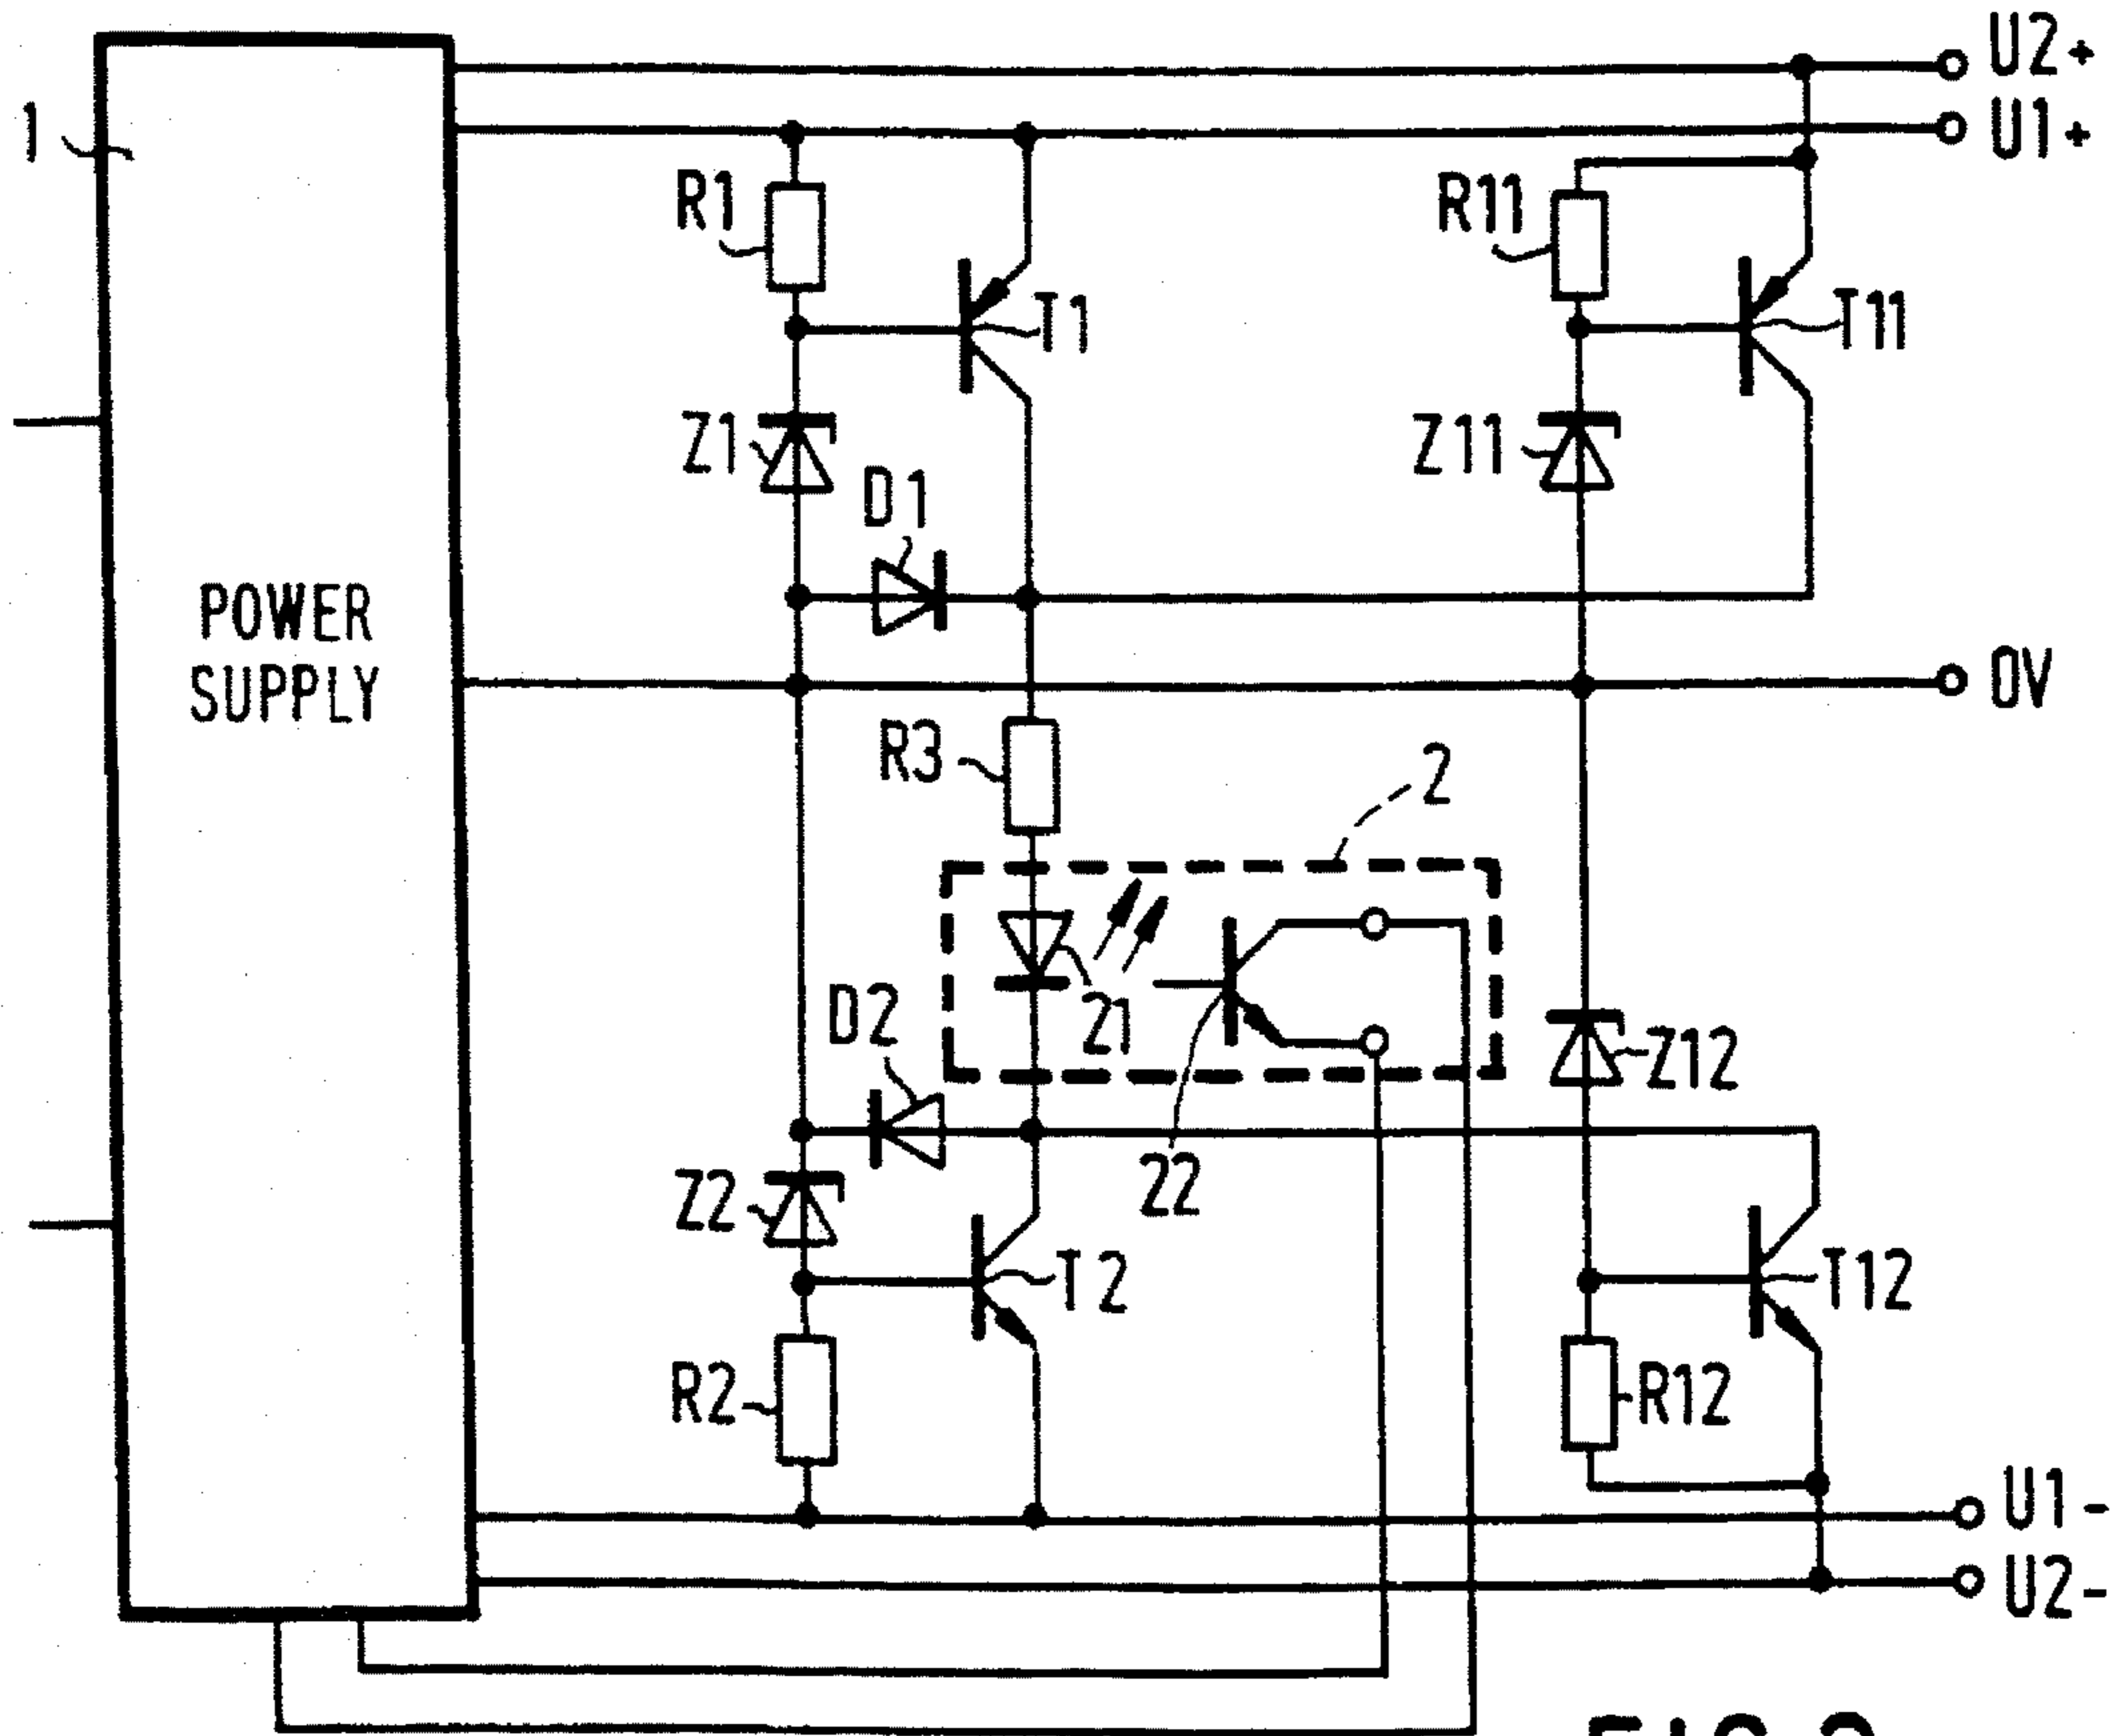 U2+
1
U1+
R1
R11
T1
T11
Z1
Z11
D1
POWER
SUPPLY
0V
R3
2
21
D2
Z12
22
Z2
T2
T12
R2
R12
U1-
U2-